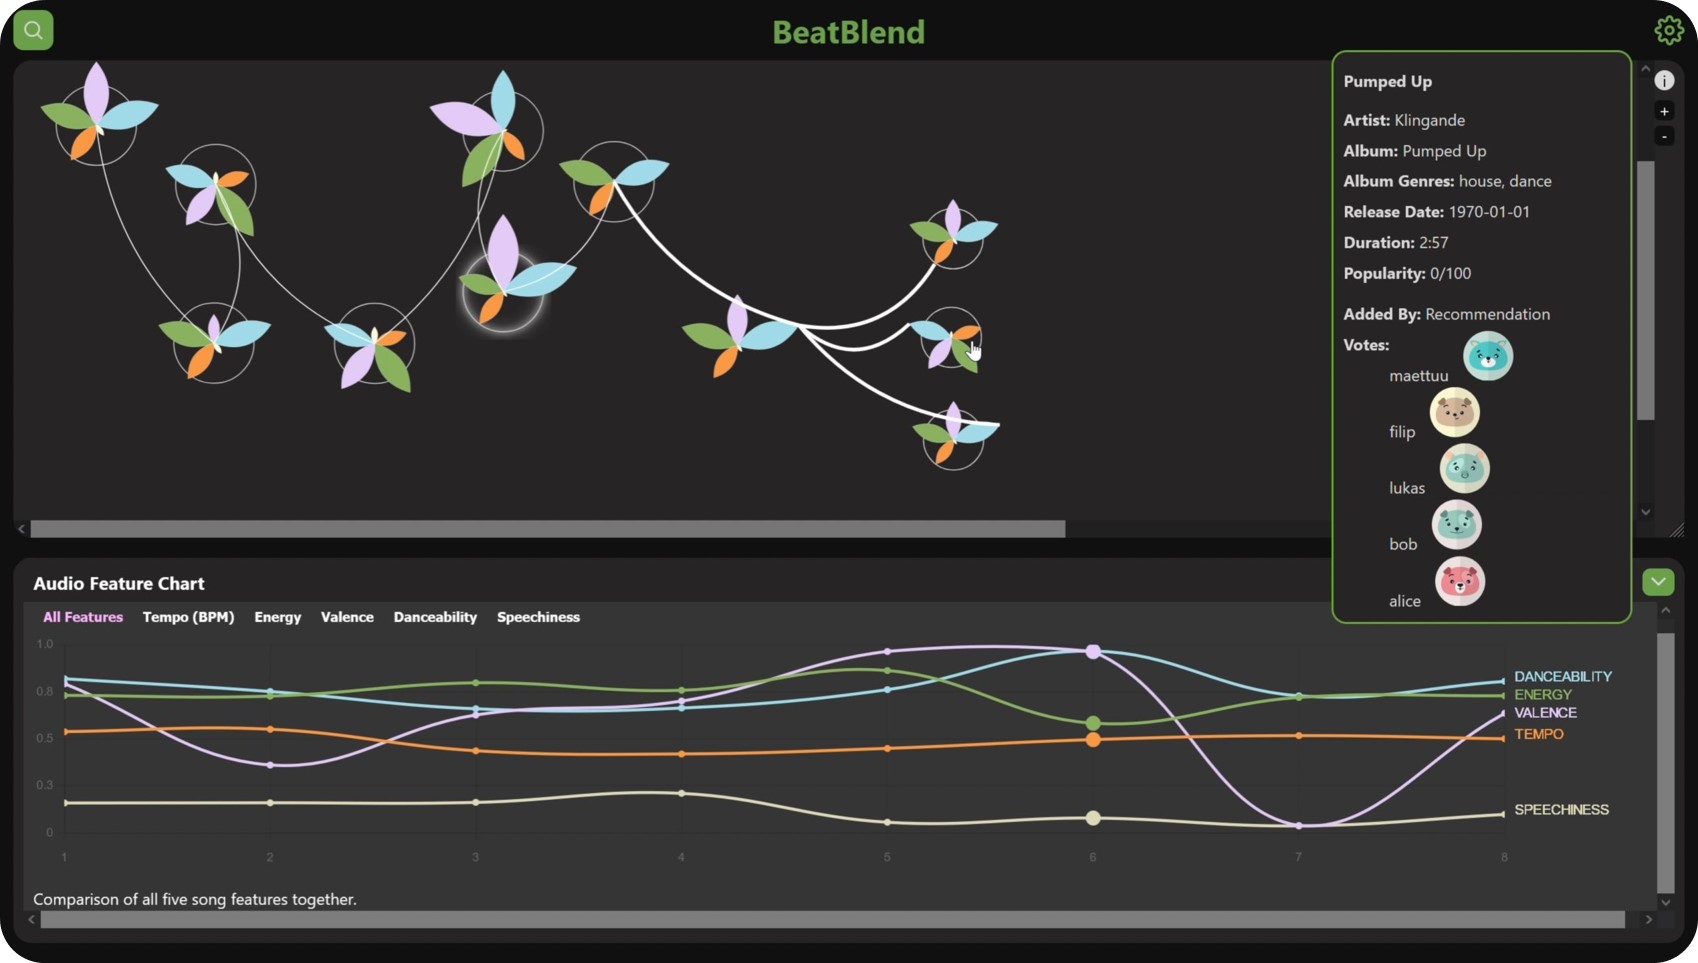 BeatBlend
Pumped Up
Artist: Klingande
Album: Pumped Up
Album Genres: house, dance
Release Date: 1970-01-01
Duration: 2:57
Popularity: 0/100
Added By: Recommendation
Votes:
maettuu
filip
lukas
bob
alice
i
+
-
Audio Feature Chart
All Features Tempo (BPM) Energy Valence Danceability Speechiness
1.0
0.8
0.5
0.3
0
1 2 3 4 5 6 7 8
DANCEABILITY
ENERGY
VALENCE
TEMPO
SPEECHINESS
Comparison of all five song features together.